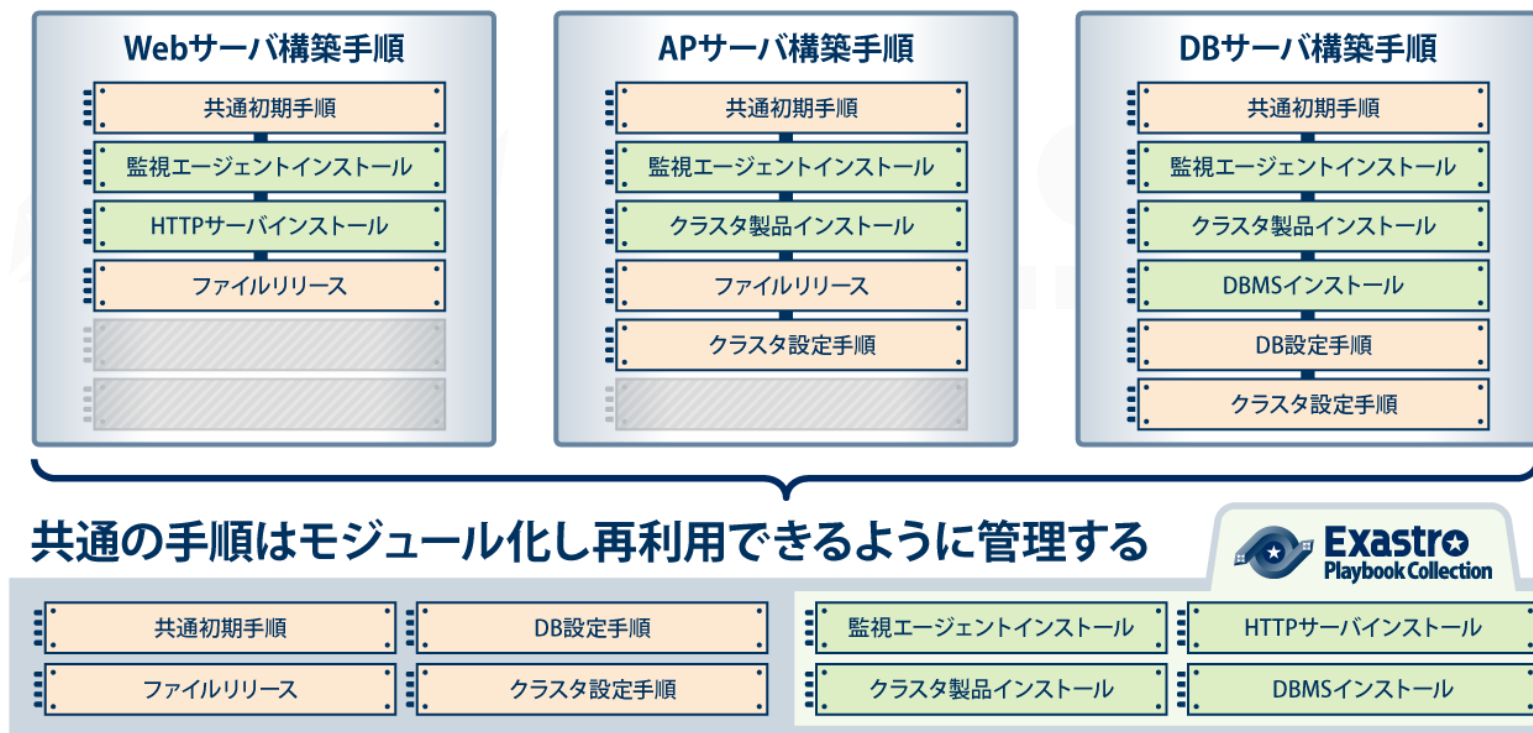 Webサーバ構築手順
共通初期手順
監視エージェントインストール
HTTPサーバインストール
ファイルリリース
APサーバ構築手順
共通初期手順
監視エージェントインストール
クラスタ製品インストール
ファイルリリース
クラスタ設定手順
DBサーバ構築手順
共通初期手順
監視エージェントインストール
クラスタ製品インストール
DBMSインストール
DB設定手順
クラスタ設定手順
共通の手順はモジュール化し再利用できるように管理する
Exastro
Playbook Collection
共通初期手順
DB設定手順
監視エージェントインストール
HTTPサーバインストール
ファイルリリース
クラスタ設定手順
クラスタ製品インストール
DBMSインストール